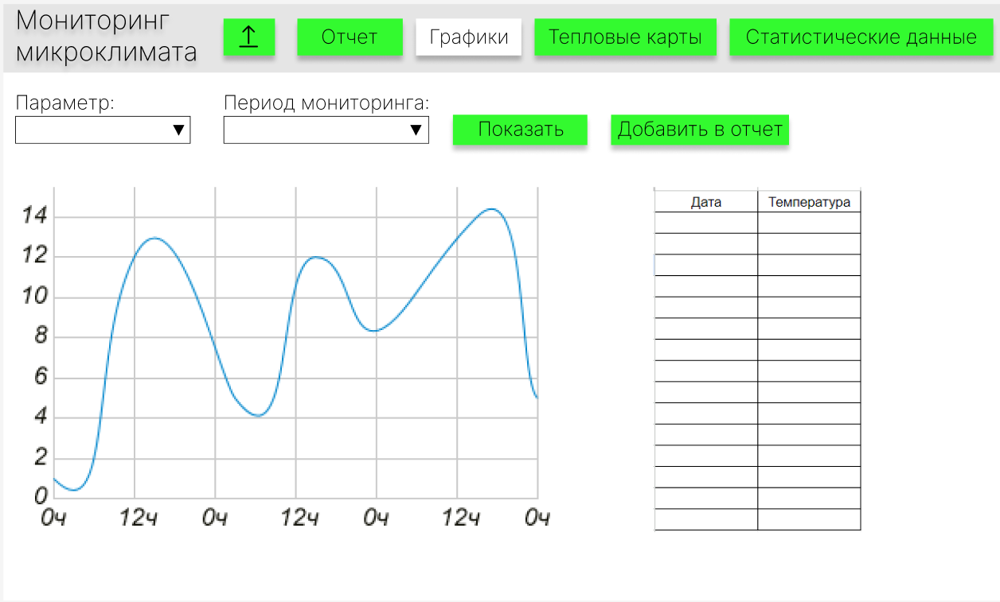 Мониторинг
микроклимата
Отчет
Графики
Тепловые карты
Статистические данные
Параметр:
Период мониторинга:
Показать
Добавить в отчет
14
12
10
8
6
4
2
0
0ч 12ч 0ч 12ч 0ч 12ч 0ч
Дата Температура